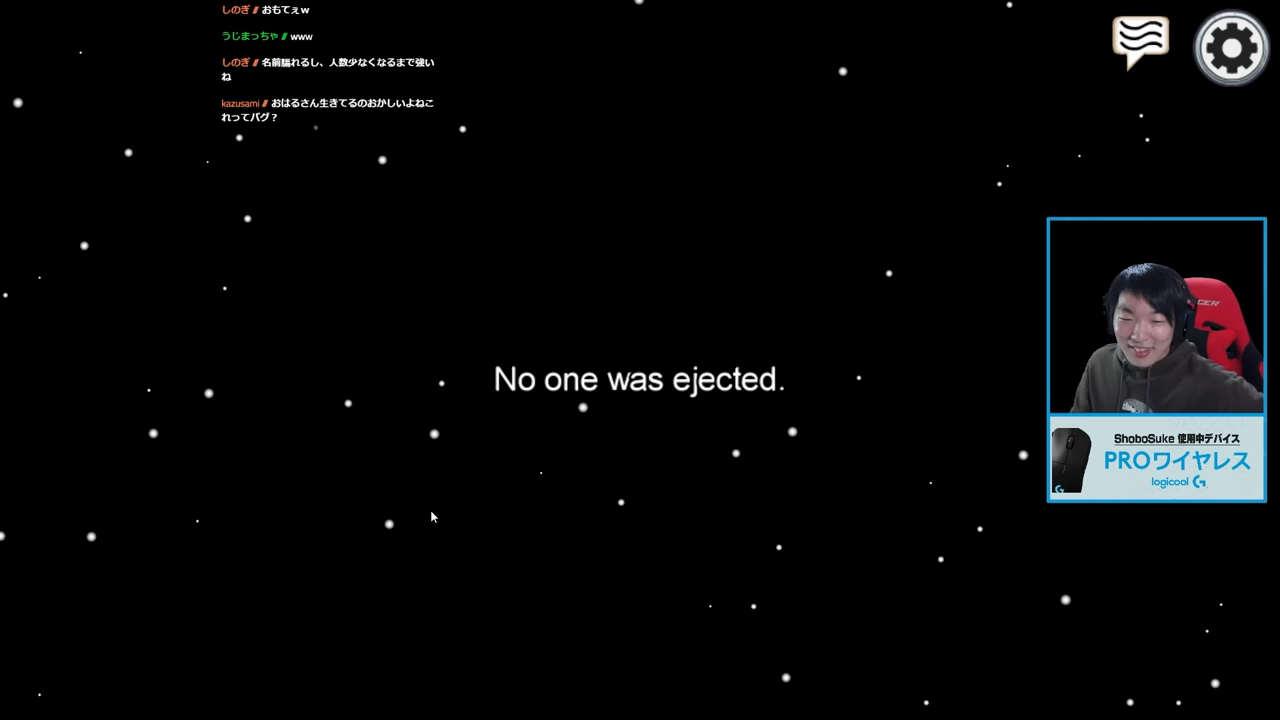 しのぎ // おもてぇw
うじまっちゃ // www
しのぎ // 名前騙れるし、人数少なくなるまで強い
ね
kazusami // おはるさん生きてるのおかしいよねこ
れってバグ？
No one was ejected.
ShoboSuke 使用中デバイス
PROワイヤレス
logicool G